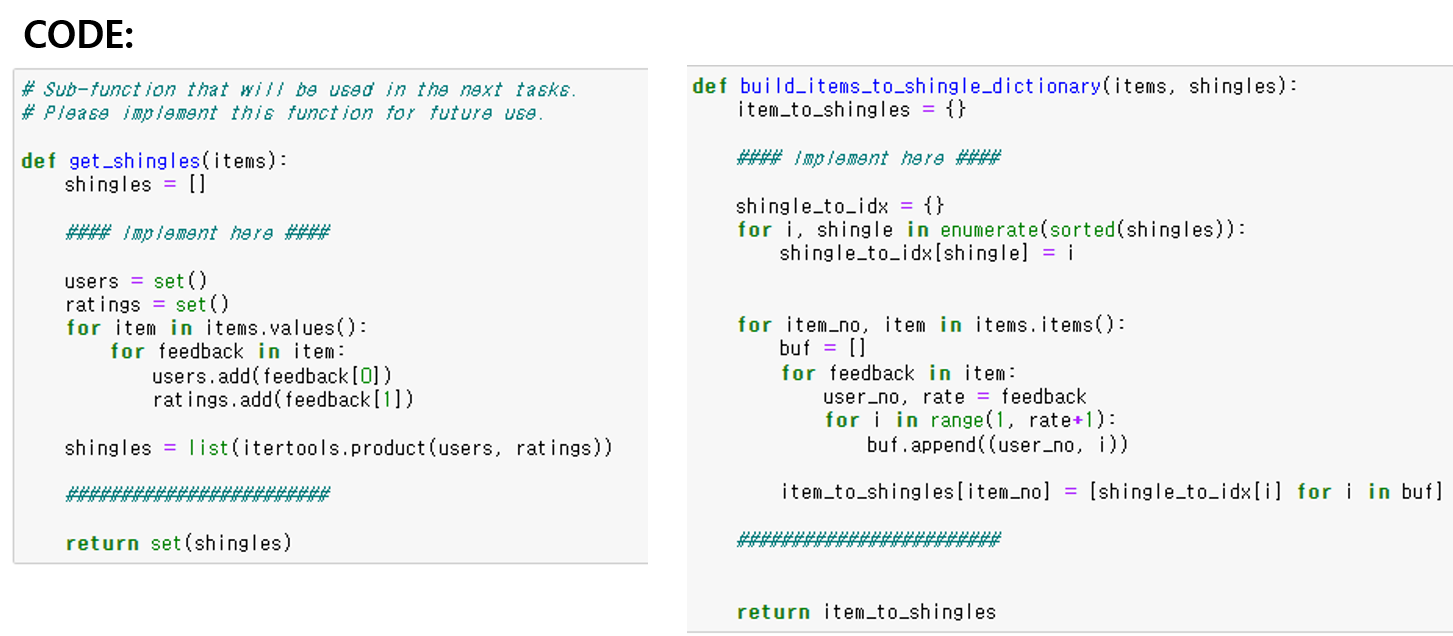 CODE:
# Sub-function that will be used in the next tasks.
# Please implement this function for future use.
def get_shingles(items):
    shingles = []
    #### Implement here ####
    users = set()
    ratings = set()
    for item in items.values():
        for feedback in item:
            users.add(feedback[0])
            ratings.add(feedback[1])
    shingles = list(itertools.product(users, ratings))
    ########################
    return set(shingles)
def build_items_to_shingle_dictionary(items, shingles):
    item_to_shingles = {}
    #### Implement here ####
    shingle_to_idx = {}
    for i, shingle in enumerate(sorted(shingles)):
        shingle_to_idx[shingle] = i
    for item_no, item in items.items():
        buf = []
        for feedback in item:
            user_no, rate = feedback
            for i in range(1, rate+1):
                buf.append((user_no, i))
        item_to_shingles[item_no] = [shingle_to_idx[i] for i in buf]
    ########################
    return item_to_shingles